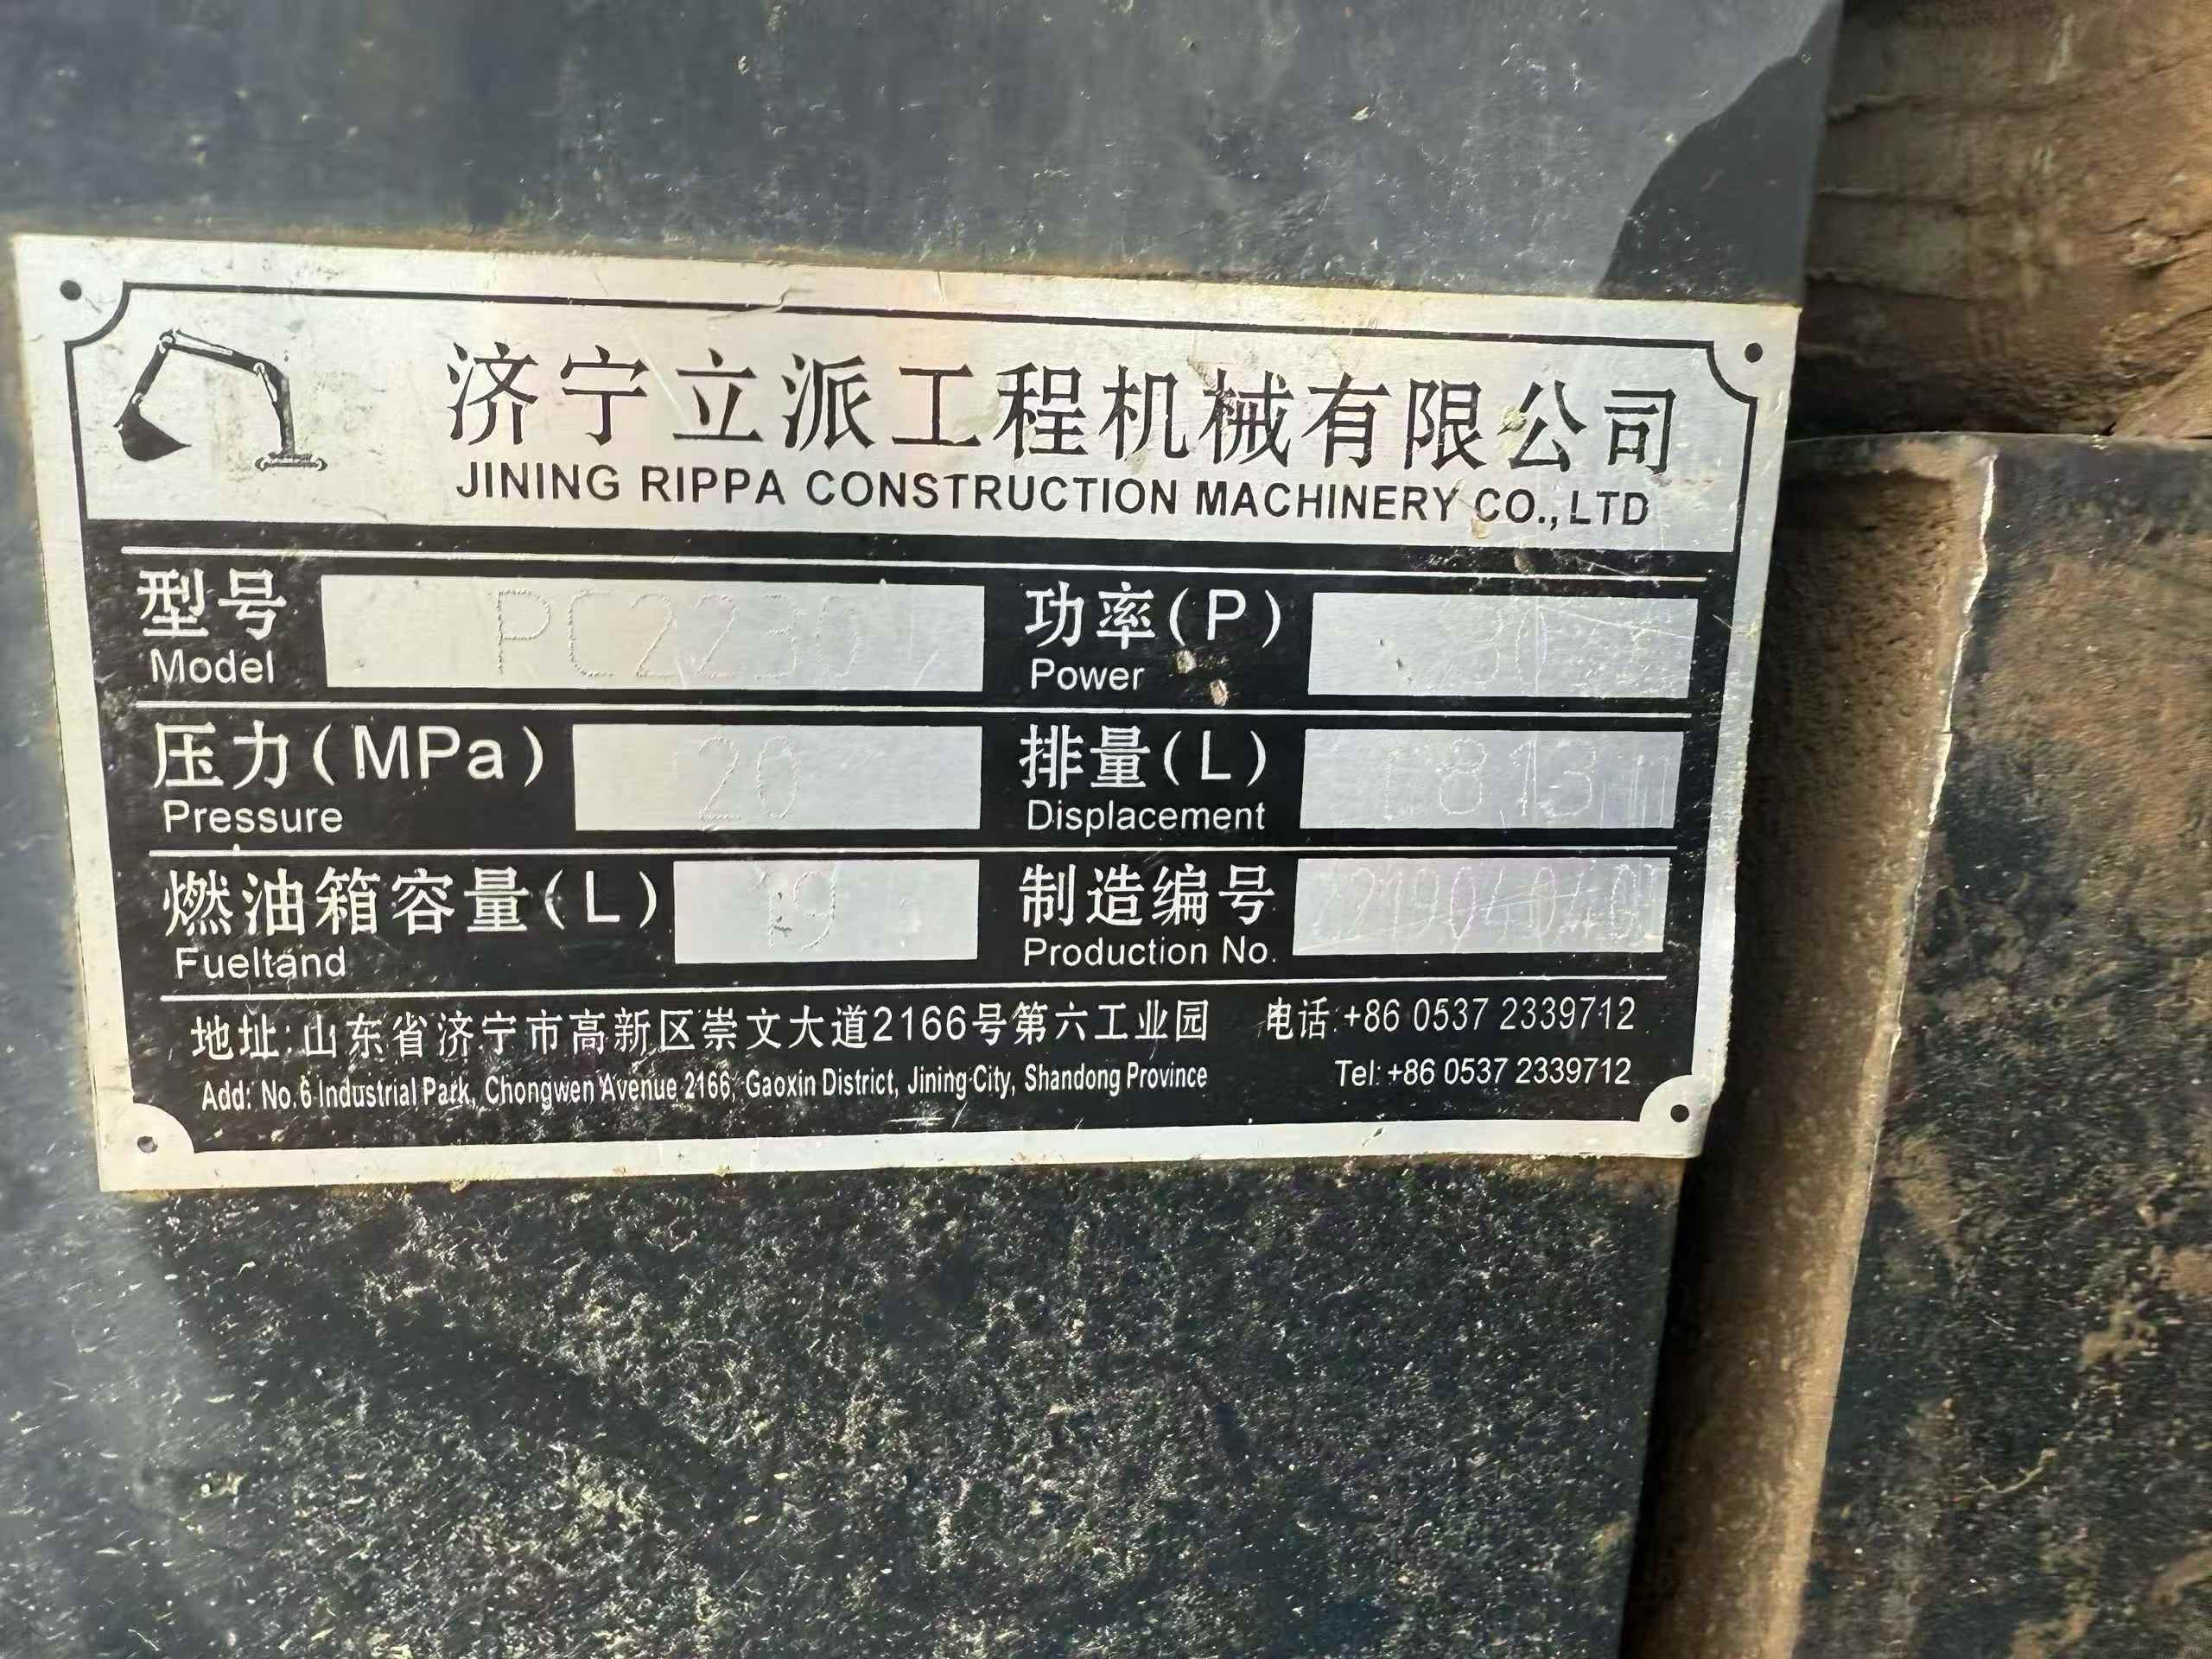 济宁立派工程机械有限公司
JINING RIPPA CONSTRUCTION MACHINERY CO., LTD
型号
Model
功率(P)
Power
压力(MPa) 20
Pressure
排量(L)
Displacement
燃油箱容量(L) 19
Fueltand
制造编号
Production No.
地址:山东省济宁市高新区崇文大道2166号第六工业园 电话:+86 0537 2339712
Add: No.6 Industrial Park, Chongwen Avenue 2166, Gaoxin District, Jining City, Shandong Province Tel: +86 0537 2339712